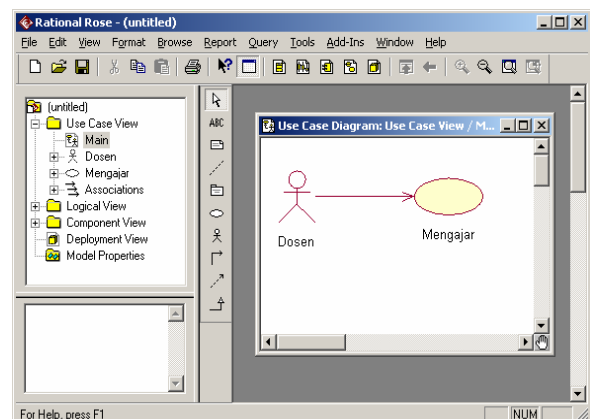 Rational Rose - (untitled)
File Edit View Format Browse Report Query Tools Add-Ins Window Help
(untitled)
Use Case View
Main
Dosen
Mengajar
Associations
Logical View
Component View
Deployment View
Model Properties
ABC
Use Case Diagram: Use Case View / M...
Dosen
Mengajar
For Help, press F1
NUM